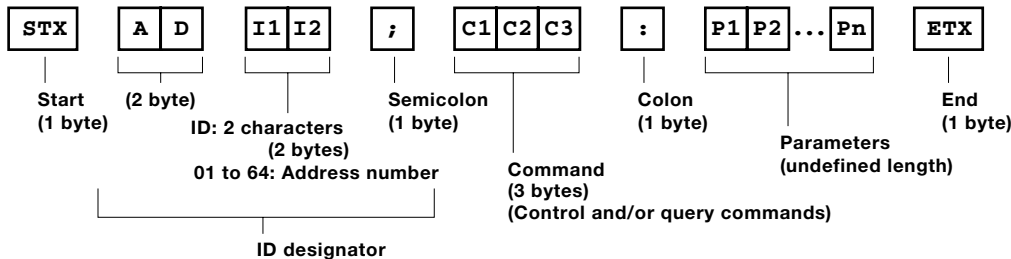 STX A D I1 I2 ; C1 C2 C3 : P1 P2 ... Pn ETX
Start
(1 byte)
(2 byte)
ID: 2 characters
(2 bytes)
01 to 64: Address number
ID designator
Semicolon
(1 byte)
Command
(3 bytes)
(Control and/or query commands)
Colon
(1 byte)
Parameters
(undefined length)
End
(1 byte)